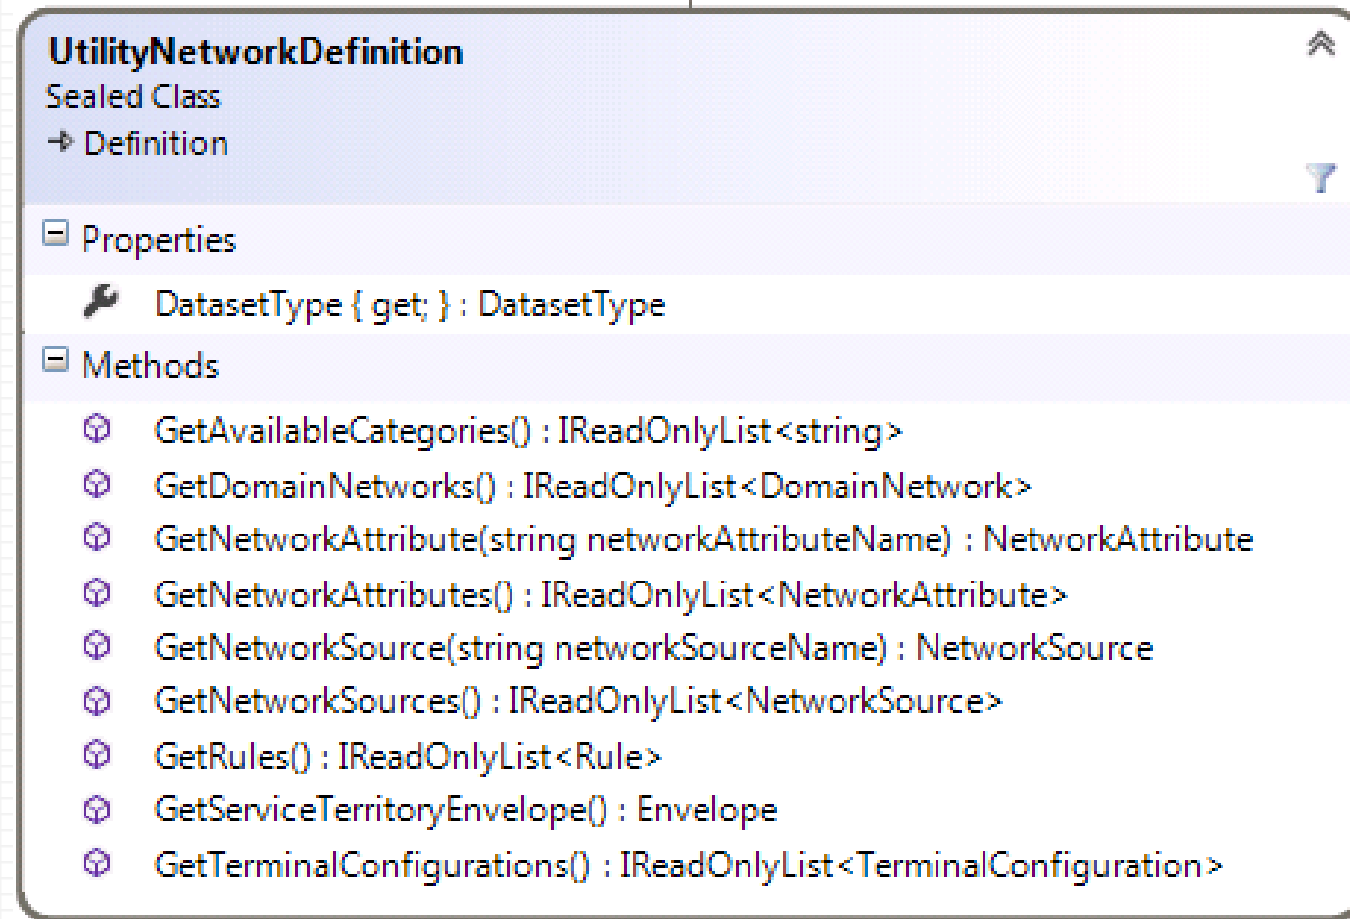 UtilityNetworkDefinition
Sealed Class
Definition
Properties
DatasetType { get; } : DatasetType
Methods
GetAvailableCategories() : IReadOnlyList<string>
GetDomainNetworks() : IReadOnlyList<DomainNetwork>
GetNetworkAttribute(string networkAttributeName) : NetworkAttribute
GetNetworkAttributes() : IReadOnlyList<NetworkAttribute>
GetNetworkSource(string networkSourceName) : NetworkSource
GetNetworkSources() : IReadOnlyList<NetworkSource>
GetRules() : IReadOnlyList<Rule>
GetServiceTerritoryEnvelope() : Envelope
GetTerminalConfigurations() : IReadOnlyList<TerminalConfiguration>